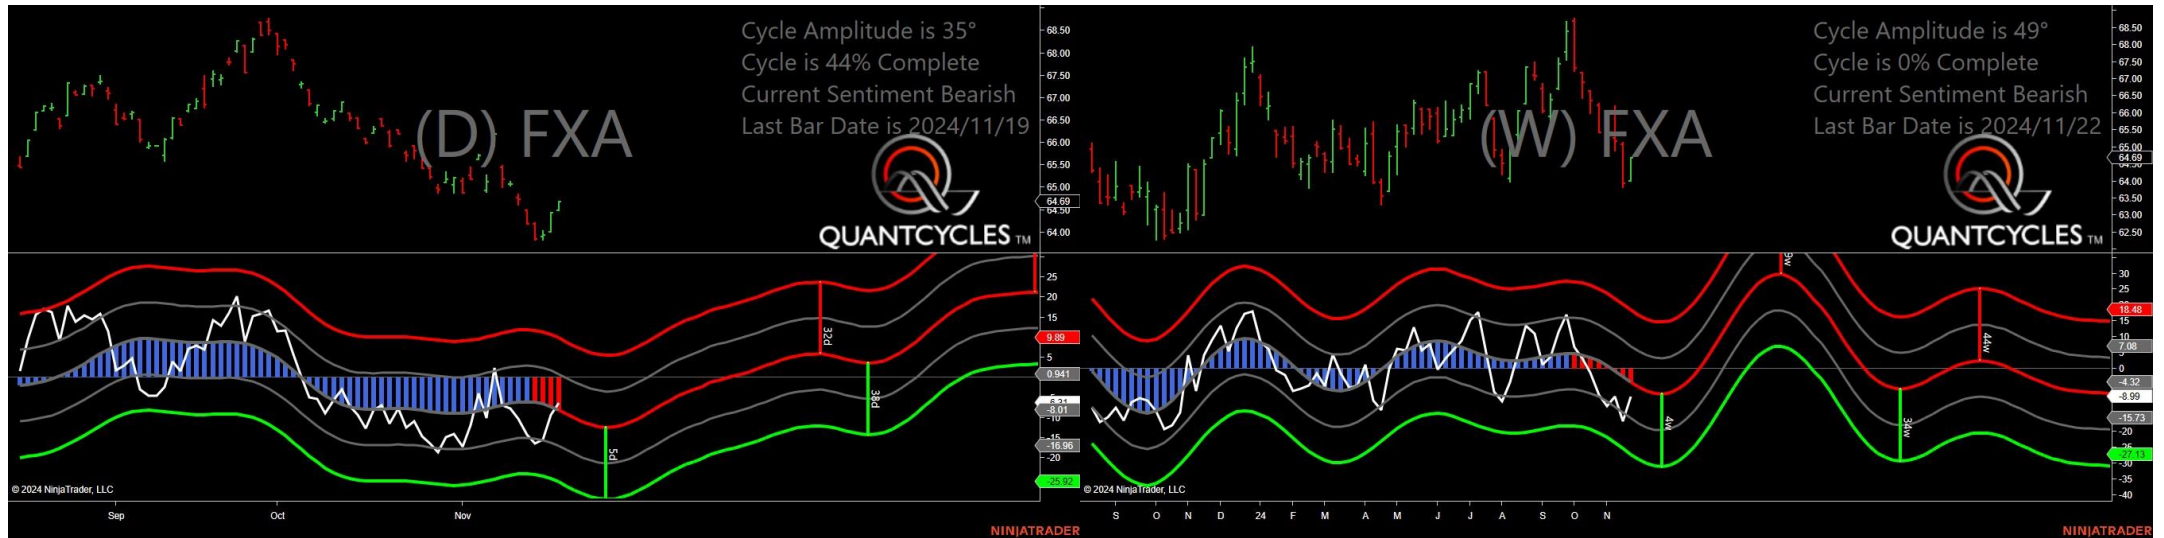 Cycle Amplitude is 35°
Cycle is 44% Complete
Current Sentiment Bearish
Last Bar Date is 2024/11/19
(D) FXA
QUANTCYCLES TM
68.50
68.00
67.50
67.00
66.50
66.00
65.50
65.00
64.69
64.50
64.00
25
20
15
9.89
5
0.941
-8.01
-10
-15
-16.96
-20
-25.92
32d
38d
5d
© 2024 NinjaTrader, LLC
Sep Oct Nov
NINJATRADER
Cycle Amplitude is 49°
Cycle is 0% Complete
Current Sentiment Bearish
Last Bar Date is 2024/11/22
(W) FXA
QUANTCYCLES TM
68.50
68.00
67.50
67.00
66.50
66.00
65.50
65.00
64.69
64.00
63.50
63.00
62.50
30
18.48
15
7.08
0
-4.32
-8.99
-15.73
-20
-27.13
-30
-35
-40
9w
44w
4w
34w
© 2024 NinjaTrader, LLC
S O N D 24 F M A M J J A S O N
NINJATRADER